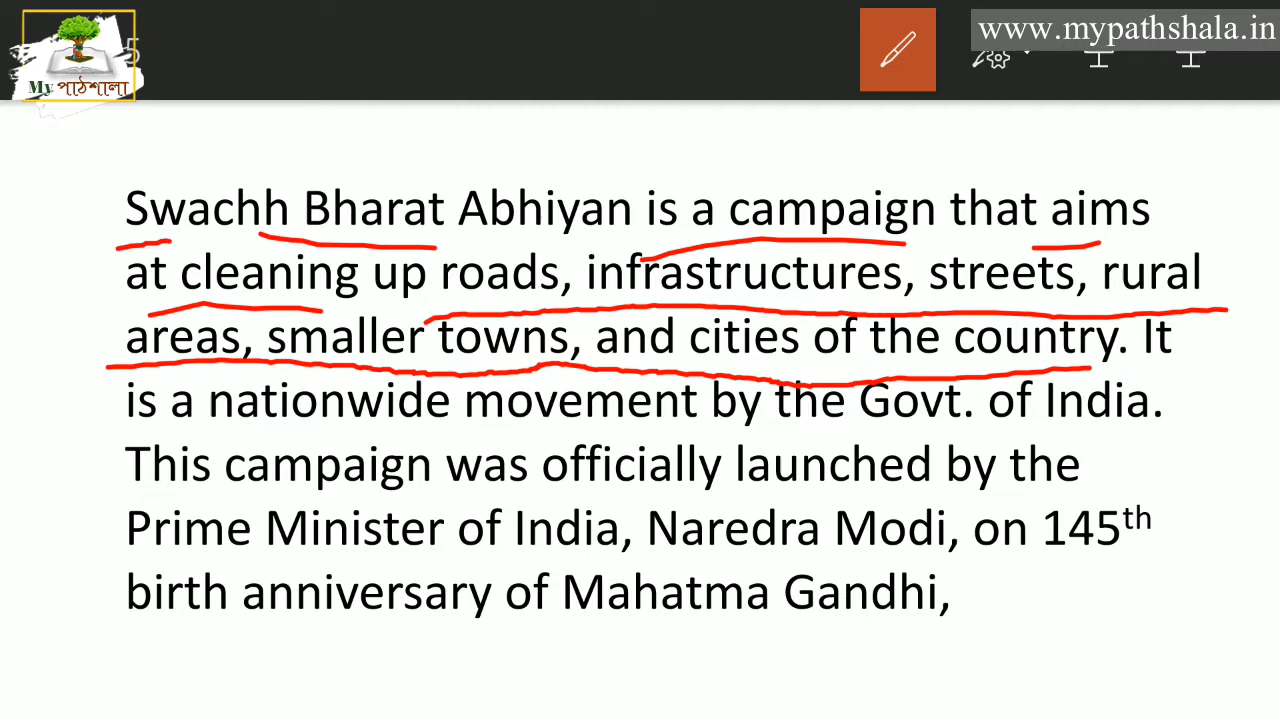 www.mypathshala.in
5
My পাঠশালা
Swachh Bharat Abhiyan is a campaign that aims
at cleaning up roads, infrastructures, streets, rural
areas, smaller towns, and cities of the country. It
is a nationwide movement by the Govt. of India.
This campaign was officially launched by the
Prime Minister of India, Naredra Modi, on 145th
birth anniversary of Mahatma Gandhi,